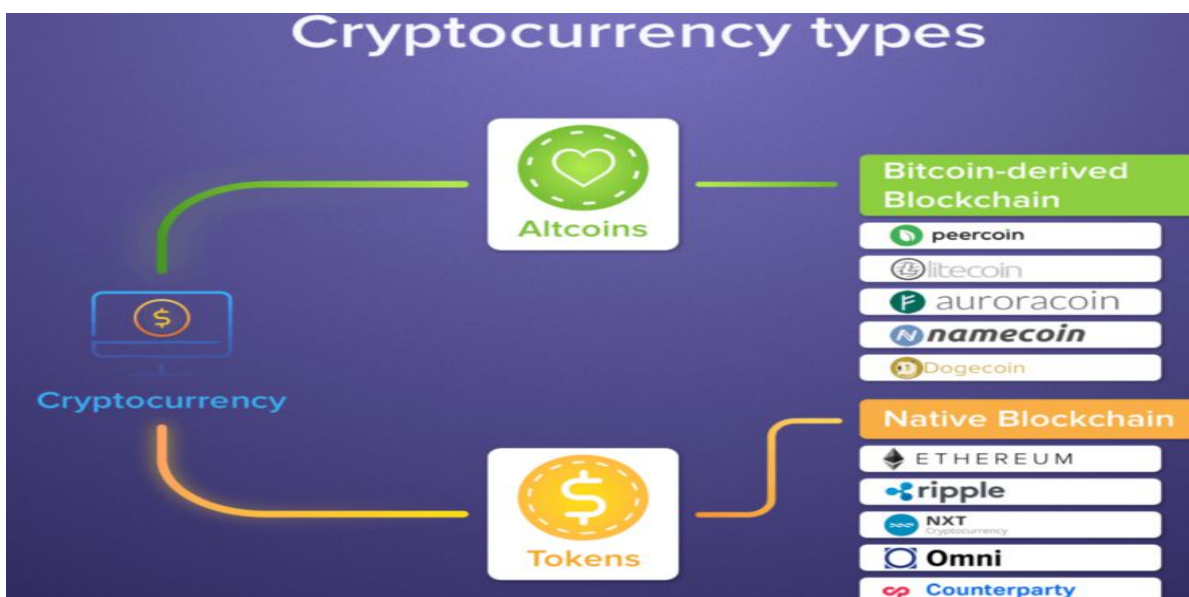 Cryptocurrency types
Altcoins
Bitcoin-derived
Blockchain
peercoin
litecoin
auroracoin
namecoin
Dogecoin
Cryptocurrency
Native Blockchain
ETHEREUM
ripple
NXT
Cryptocurrency
Omni
Counterparty
Tokens